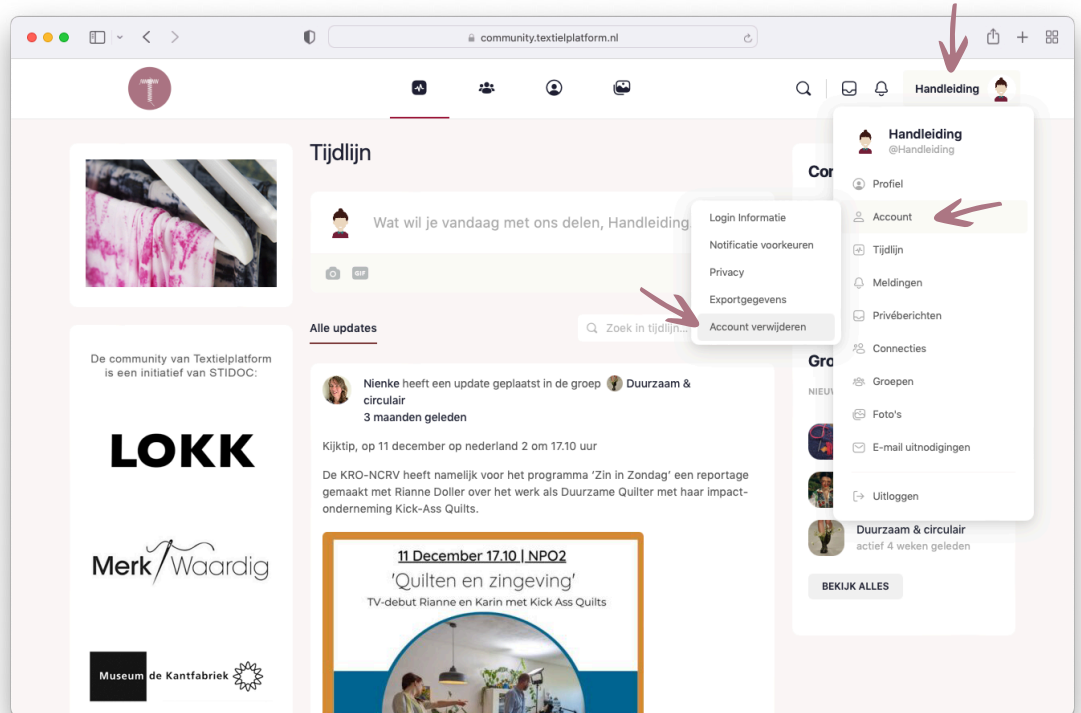 community.textielplatform.nl
T
Handleiding
Handleiding
@Handleiding
Profiel
Account
Tijdlijn
Meldingen
Privéberichten
Connecties
Groepen
Foto's
E-mail uitnodigingen
Uitloggen
Login Informatie
Notificatie voorkeuren
Privacy
Exportgegevens
Account verwijderen
Tijdlijn
Wat wil je vandaag met ons delen, Handleiding
GIF
Alle updates
Zoek in tijdlijn...
Nienke heeft een update geplaatst in de groep Duurzaam &
circulair
3 maanden geleden
Kijktip, op 11 december op nederland 2 om 17.10 uur
De KRO-NCRV heeft namelijk voor het programma 'Zin in Zondag' een reportage
gemaakt met Rianne Doller over het werk als Duurzame Quilter met haar impact-
onderneming Kick-Ass Quilts.
11 December 17.10 | NPO2
'Quilten en zingeving'
TV-debut Rianne en Karin met Kick Ass Quilts
De community van Textielplatform
is een initiatief van STIDOC:
LOKK
Merk Waardig
Museum de Kantfabriek
Con
Gro
NIEU
Duurzaam & circulair
actief 4 weken geleden
BEKIJK ALLES